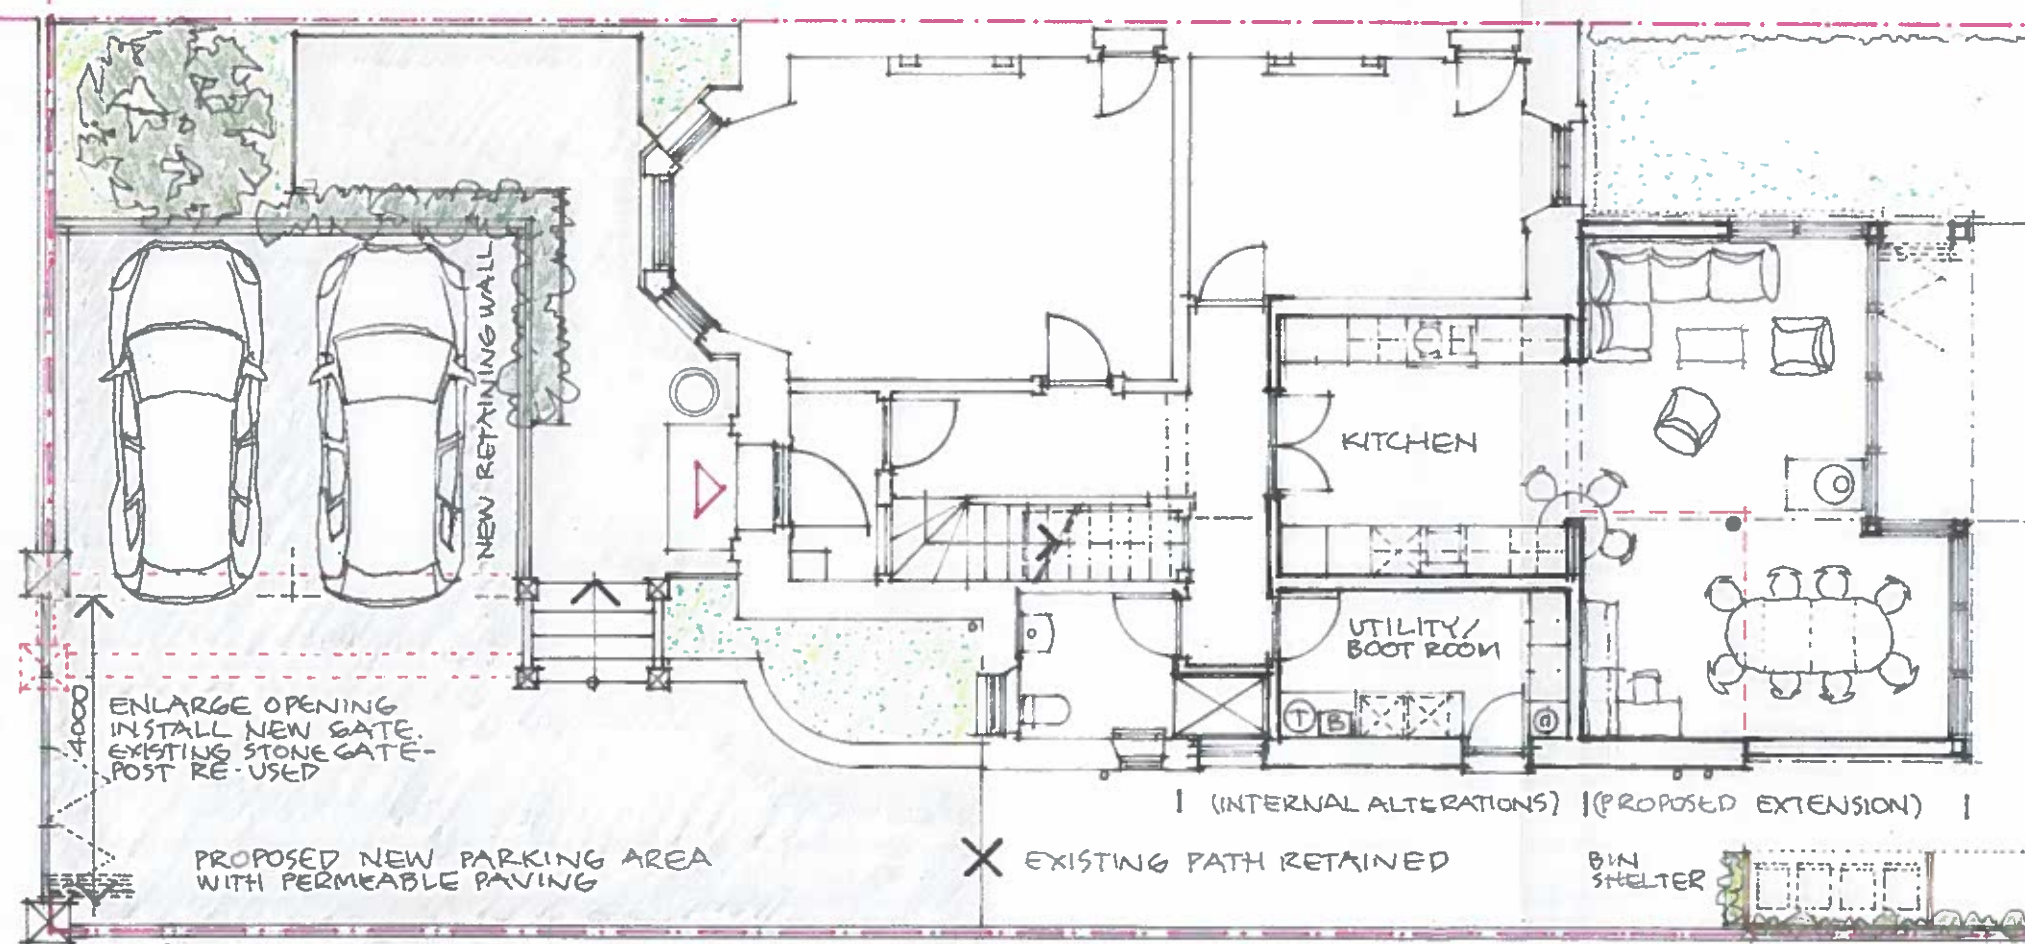 NEW RETAINING WALL
KITCHEN
UTILITY/
BOOT ROOM
T
B
@
4000
ENLARGE OPENING
INSTALL NEW GATE.
EXISTING STONE GATE-
POST RE-USED
(INTERNAL ALTERATIONS)
(PROPOSED EXTENSION)
PROPOSED NEW PARKING AREA
WITH PERMEABLE PAVING
EXISTING PATH RETAINED
BIN
SHELTER